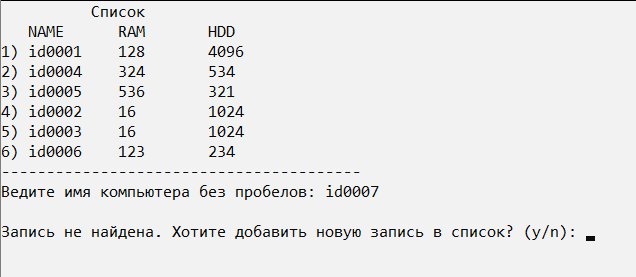 Список
NAME RAM HDD
1) id0001 128 4096
2) id0004 324 534
3) id0005 536 321
4) id0002 16 1024
5) id0003 16 1024
6) id0006 123 234
----------------------------------------
Ведите имя компьютера без пробелов: id0007
Запись не найдена. Хотите добавить новую запись в список? (y/n):